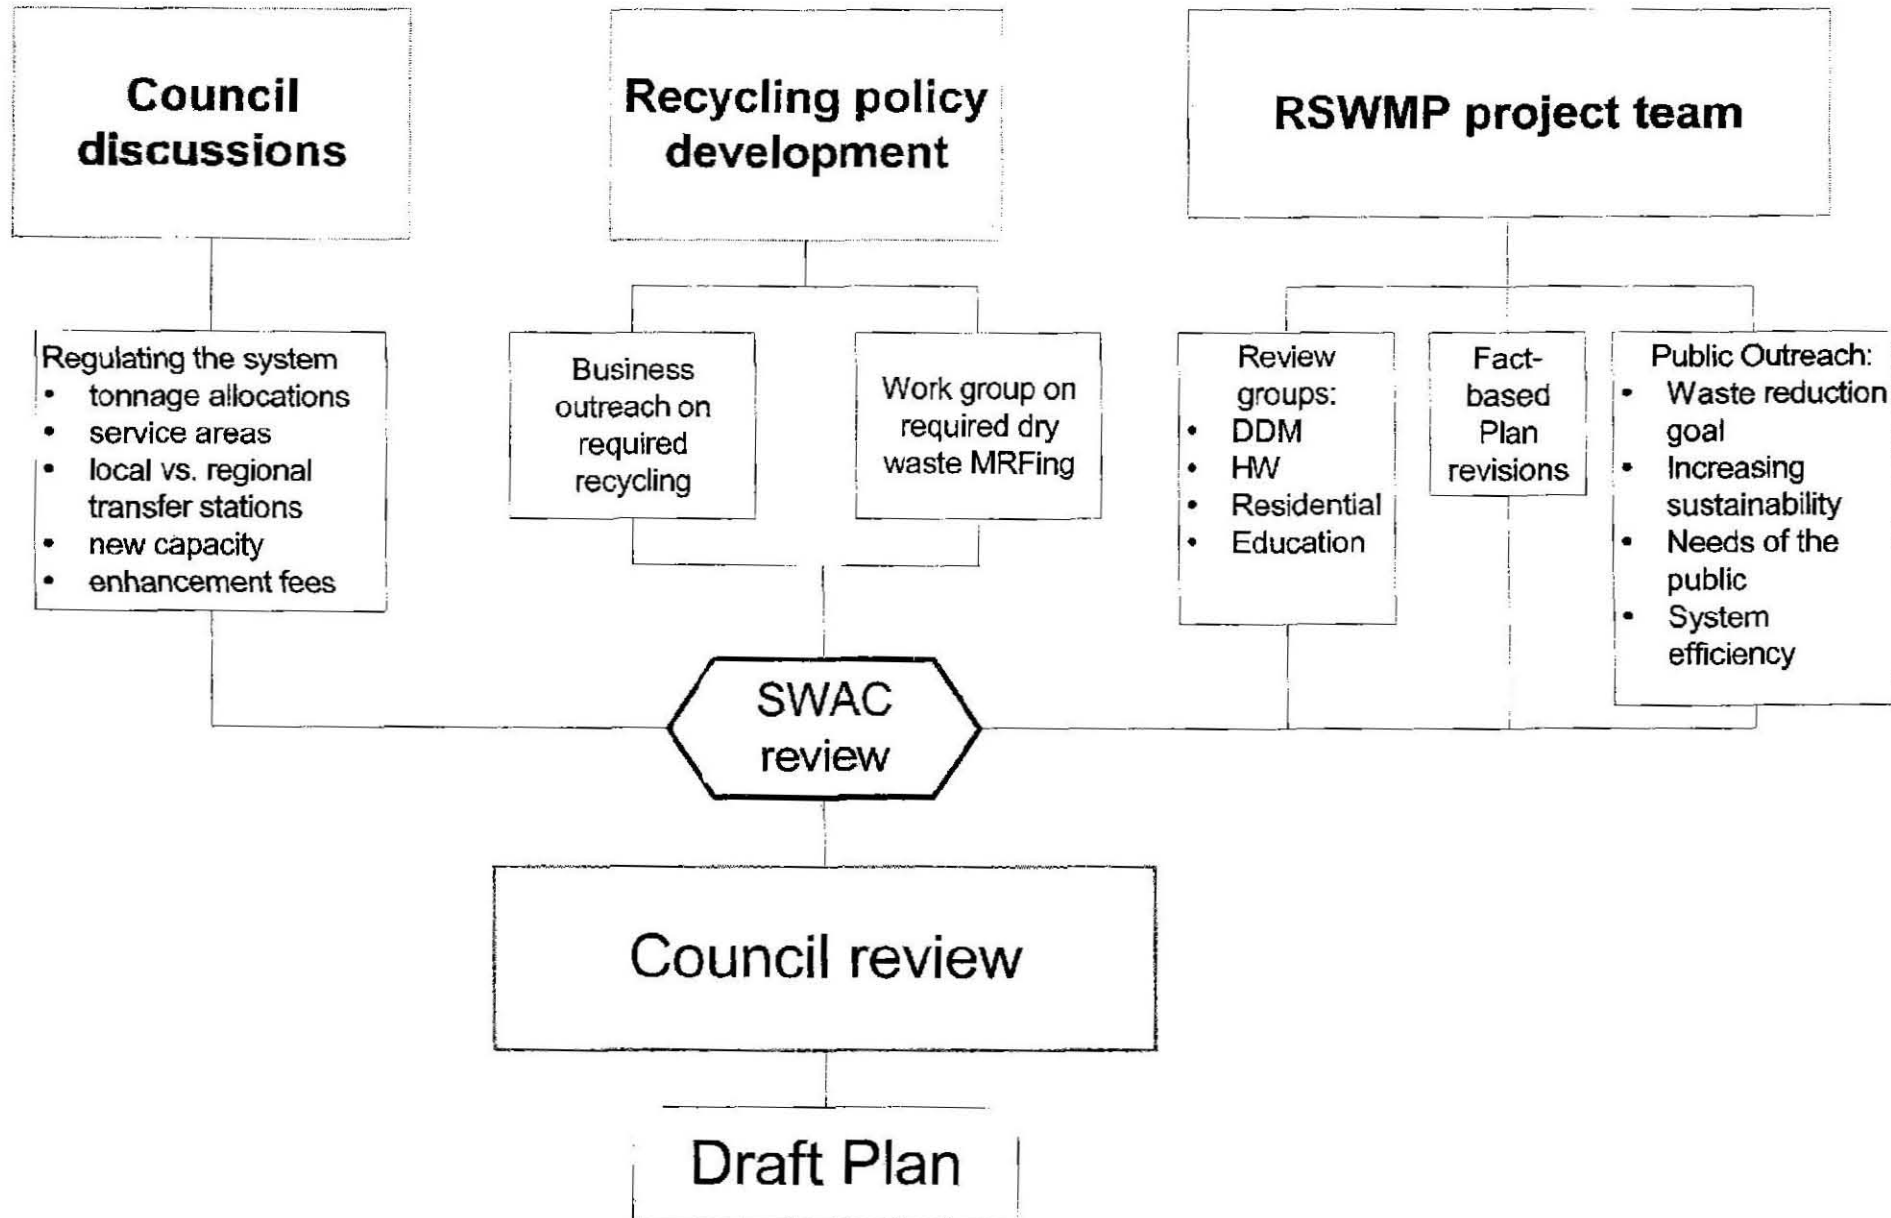 Council
discussions
Recycling policy
development
RSWMP project team
Regulating the system
• tonnage allocations
• service areas
• local vs. regional
transfer stations
• new capacity
• enhancement fees
Business
outreach on
required
recycling
Work group on
required dry
waste MRFing
Review
groups:
• DDM
• HW
• Residential
• Education
Fact-
based
Plan
revisions
Public Outreach:
• Waste reduction
goal
• Increasing
sustainability
• Needs of the
public
• System
efficiency
SWAC
review
Council review
Draft Plan